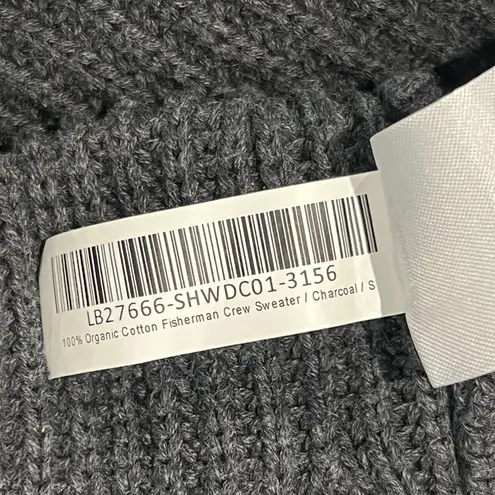 LB27666-SHWDC01-3156
100% Organic Cotton Fisherman Crew Sweater / Charcoal / S